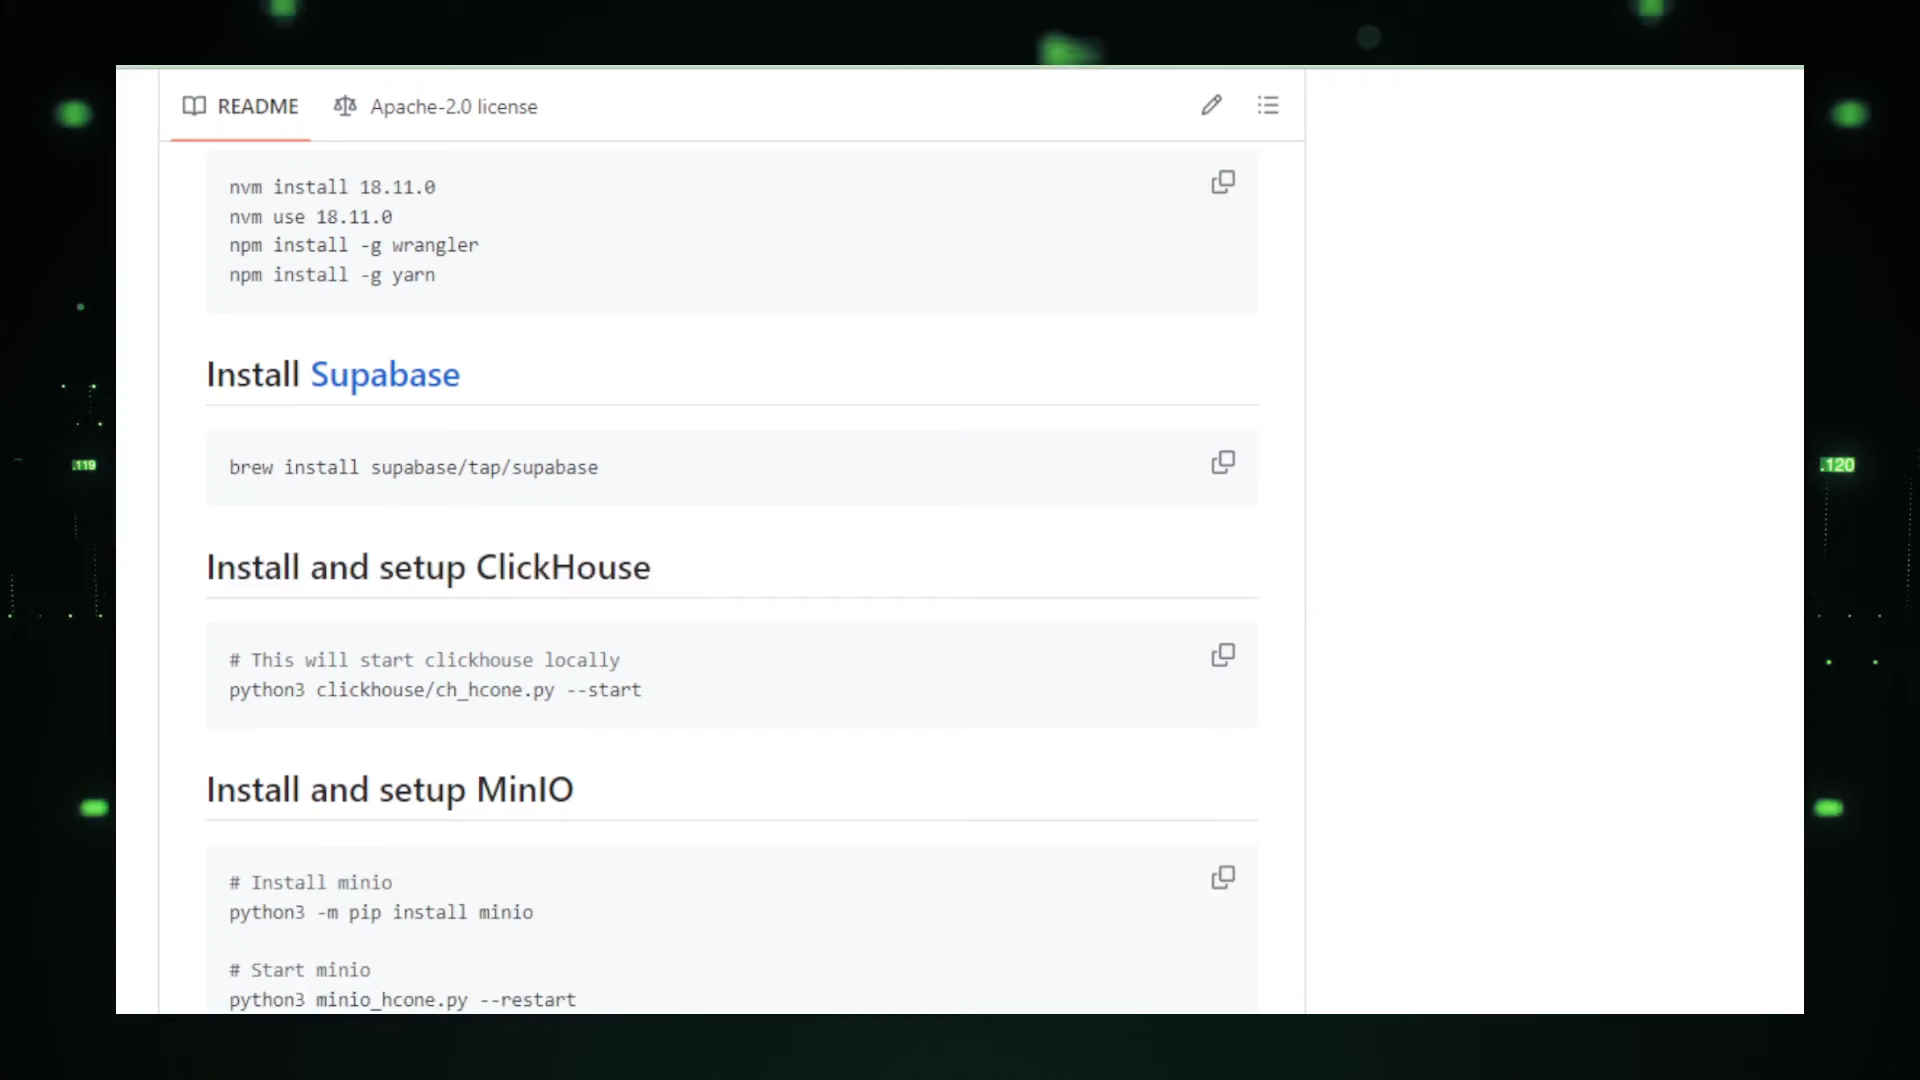 README Apache-2.0 license
nvm install 18.11.0
nvm use 18.11.0
npm install -g wrangler
npm install -g yarn
Install Supabase
brew install supabase/tap/supabase
.119
.120
Install and setup ClickHouse
# This will start clickhouse locally
python3 clickhouse/ch_hcone.py --start
Install and setup MinIO
# Install minio
python3 -m pip install minio
# Start minio
python3 minio_hcone.py --restart